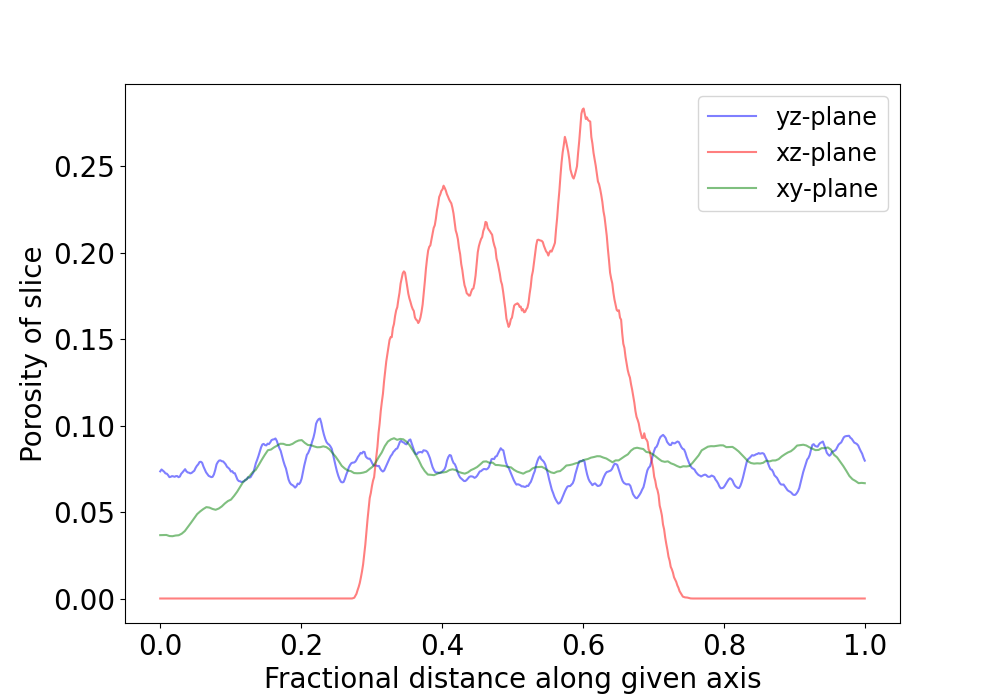 yz-plane
xz-plane
xy-plane
Porosity of slice
0.25
0.20
0.15
0.10
0.05
0.00
0.0 0.2 0.4 0.6 0.8 1.0
Fractional distance along given axis